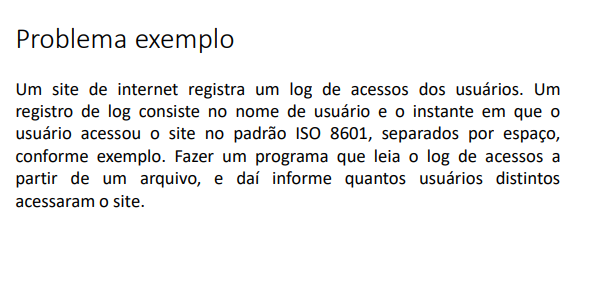 Problema exemplo
Um site de internet registra um log de acessos dos usuários. Um
registro de log consiste no nome de usuário e o instante em que o
usuário acessou o site no padrão ISO 8601, separados por espaço,
conforme exemplo. Fazer um programa que leia o log de acessos a
partir de um arquivo, e daí informe quantos usuários distintos
acessaram o site.